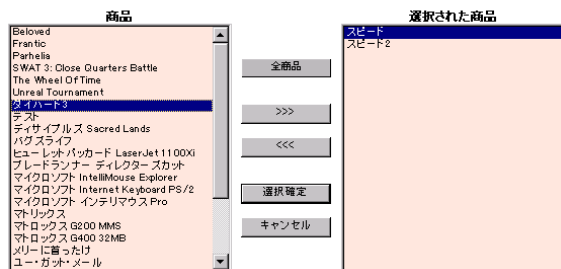 商品
Beloved
Frantic
Parhelia
SWAT 3: Close Quarters Battle
The Wheel Of Time
Unreal Tournament
ダイハード3
テスト
ディサイプルズ Sacred Lands
バグズライフ
ヒューレットパッカード LaserJet 1100Xi
ブレードランナー ディレクターズカット
マイクロソフト IntelliMouse Explorer
マイクロソフト Internet Keyboard PS/2
マイクロソフト インテリマウス Pro
マトリックス
マトロックス G200 MMS
マトロックス G400 32MB
メリーに首ったけ
ユー・ガット・メール
全商品
>>>
<<<
選択確定
キャンセル
選択された商品
スピード
スピード2